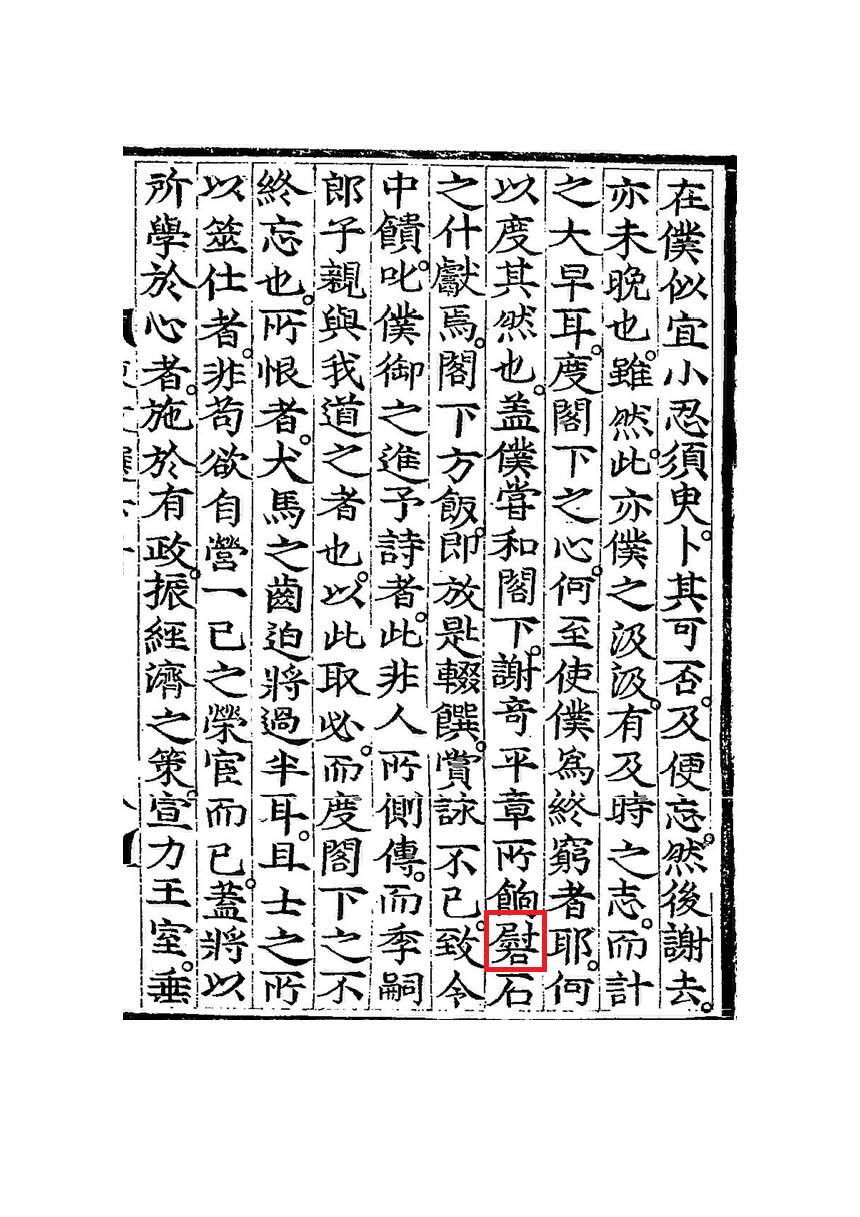 在僕似宜小忍須臾。卜其可否。及便忘。然後謝去。
亦未晚也。雖然。此亦僕之汲汲。有及時之志。而計
之大早耳。度閣下之心。何至使僕爲終窮者耶。何
以度其然也。盖僕甞和閣下。謝奇平章所餉石
之什獻焉。閣下方飯。卽放匙輟饌。賞詠不已。致令
中饋。叱僕御之進予詩者。此非人所側傳。而季嗣
郎子親與我道之者也。以此取必。而度閣下之不
終忘也。所恨者。犬馬之齒迫將過半耳。且士之所
以筮仕者。非苟欲自營一己之榮宦而已。蓋將以
所學於心者。施於有政。振經濟之策。宣力王室。垂